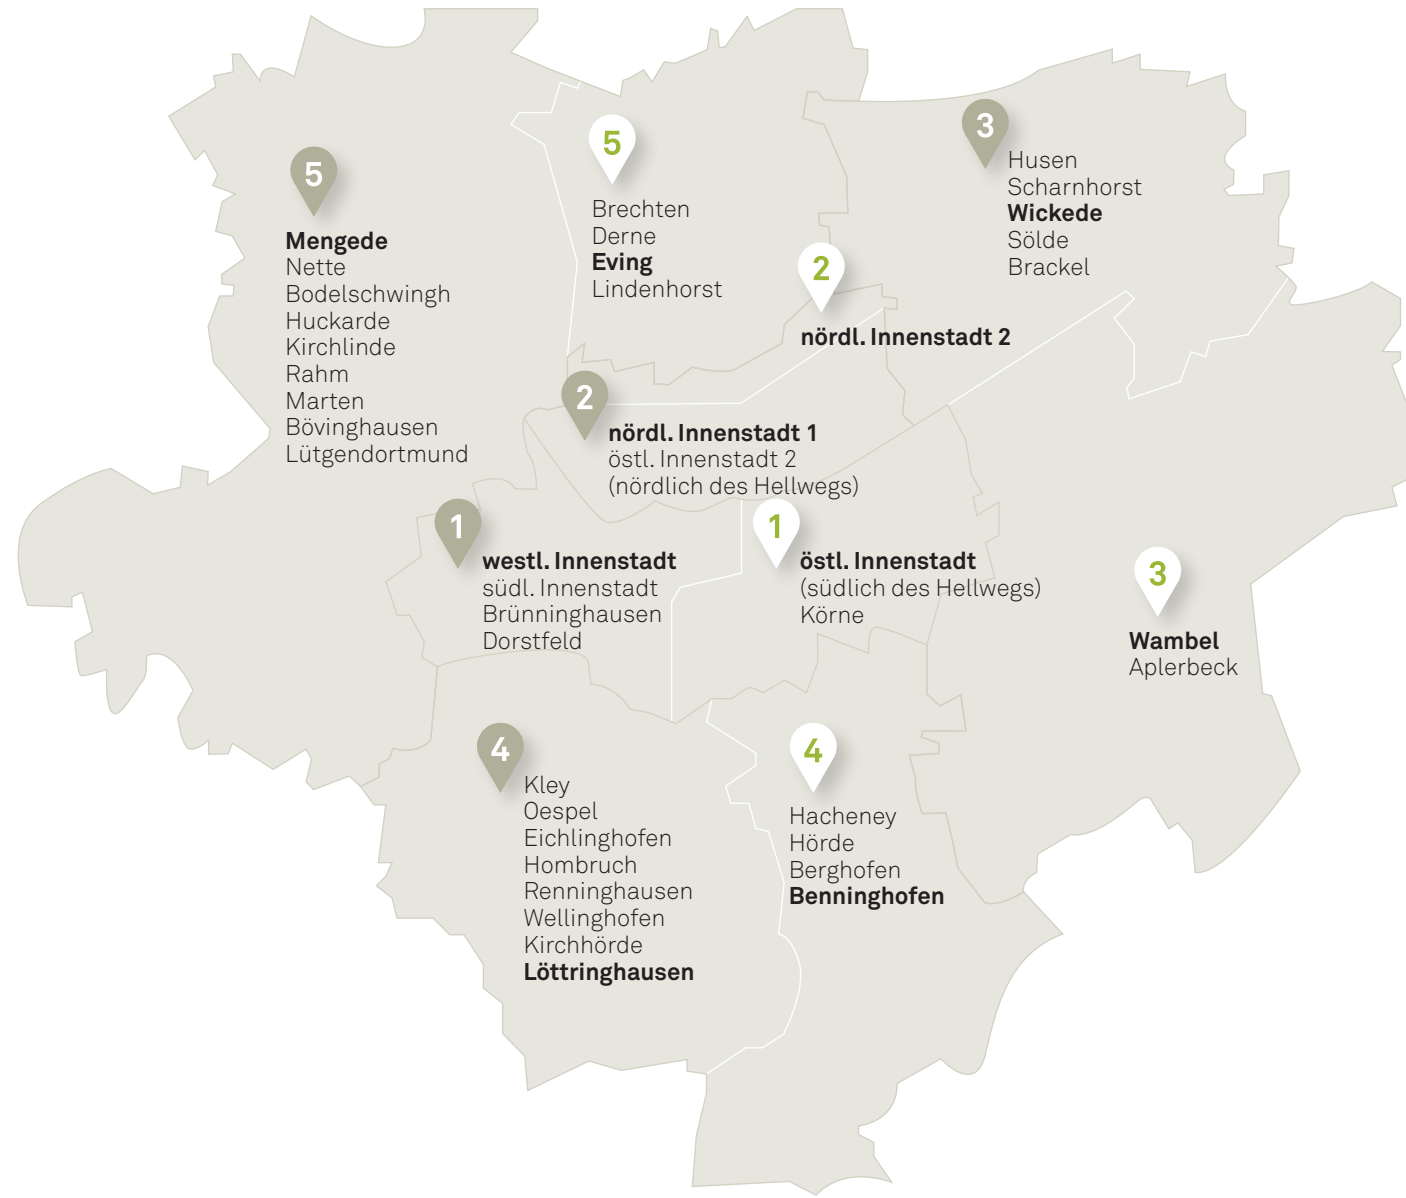 5
Mengede
Nette
Bodelschwingh
Huckarde
Kirchlinde
Rahm
Marten
Bövinghausen
Lütgendortmund
5
Brechten
Derne
Eving
Lindenhorst
3
Husen
Scharnhorst
Wickede
Sölde
Brackel
2
nördl. Innenstadt 2
2
nördl. Innenstadt 1
östl. Innenstadt 2
(nördlich des Hellwegs)
1
westl. Innenstadt
südl. Innenstadt
Brünninghausen
Dorstfeld
1
östl. Innenstadt
(südlich des Hellwegs)
Körne
3
Wambel
Aplerbeck
4
Kley
Oespel
Eichlinghofen
Hombruch
Renninghausen
Wellinghofen
Kirchhörde
Löttringhausen
4
Hacheney
Hörde
Berghofen
Benninghofen